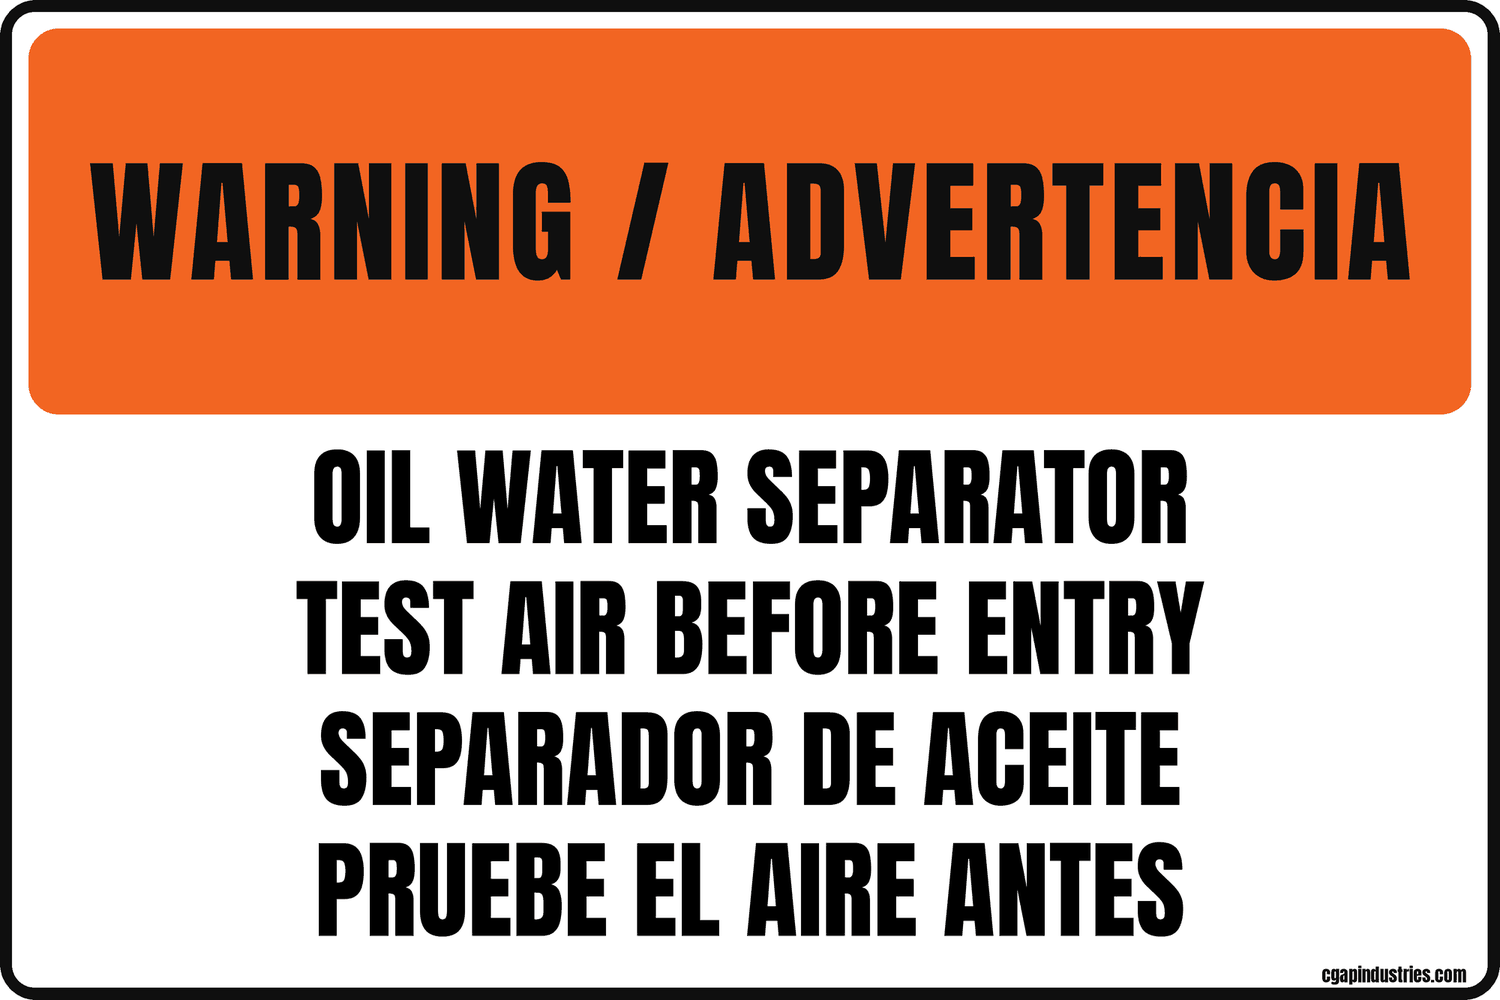 WARNING / ADVERTENCIA
OIL WATER SEPARATOR
TEST AIR BEFORE ENTRY
SEPARADOR DE ACEITE
PRUEBE EL AIRE ANTES
cgapindustries.com